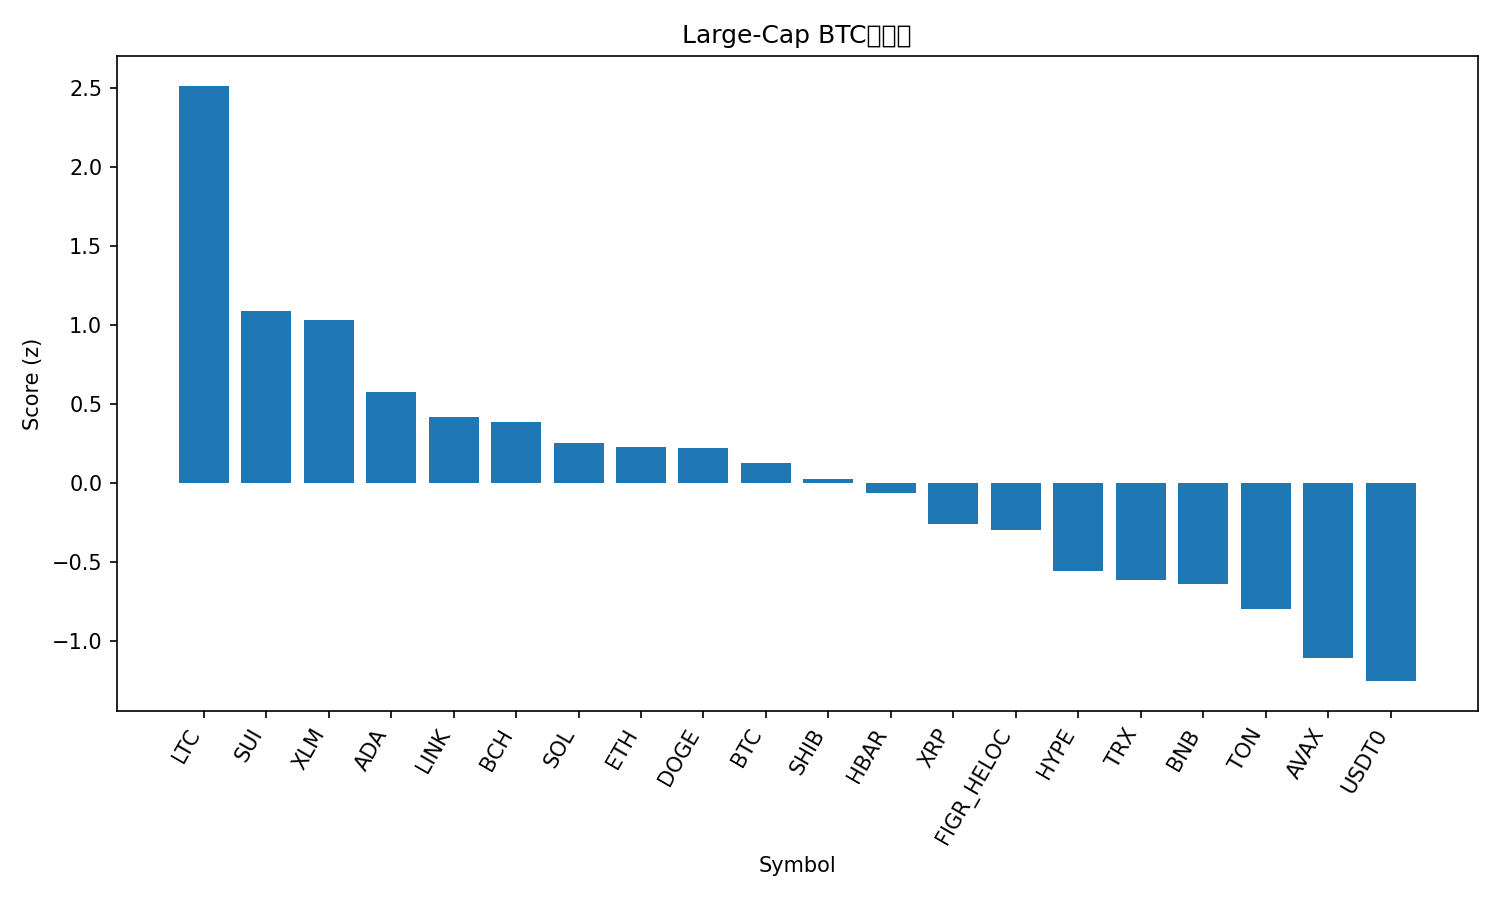 Large-Cap BTC
2.5
2.0
1.5
1.0
0.5
0.0
−0.5
−1.0
Score (z)
LTC
SUI
XLM
ADA
LINK
BCH
SOL
ETH
DOGE
BTC
SHIB
HBAR
XRP
FIGR_HELOC
HYPE
TRX
BNB
TON
AVAX
USDT0
Symbol